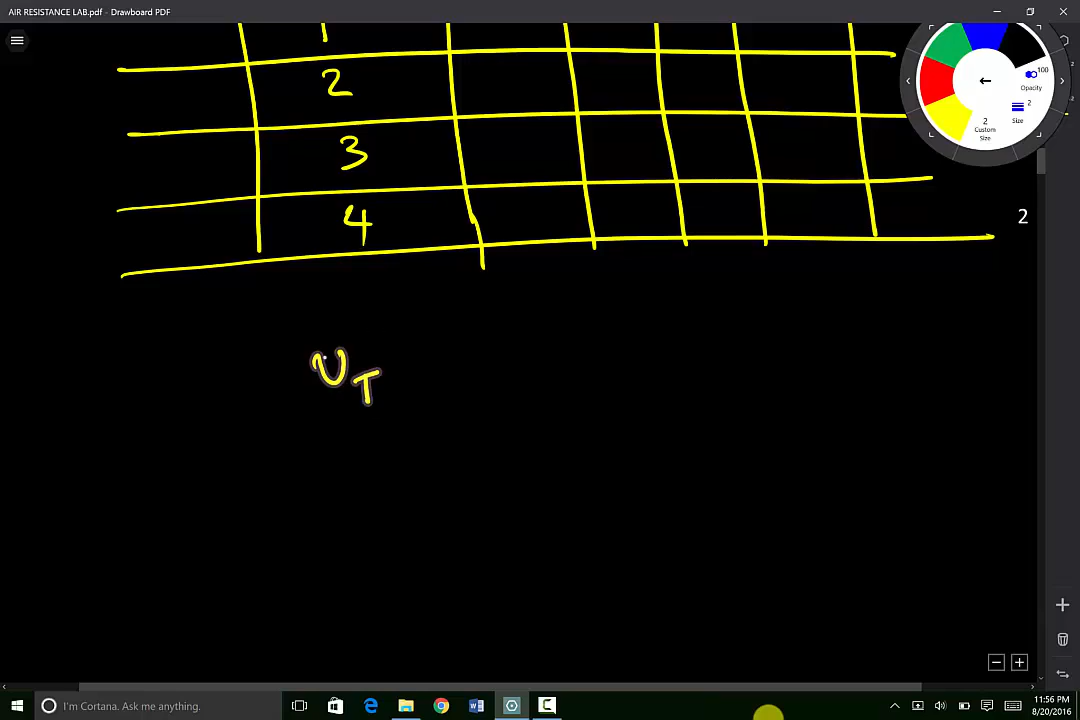 AIR RESISTANCE LAB.pdf - Drawboard PDF
100
Opacity
2
Size
2
Custom
Size
2
3
4
2
v_T
I'm Cortana. Ask me anything.
11:56 PM
8/20/2016